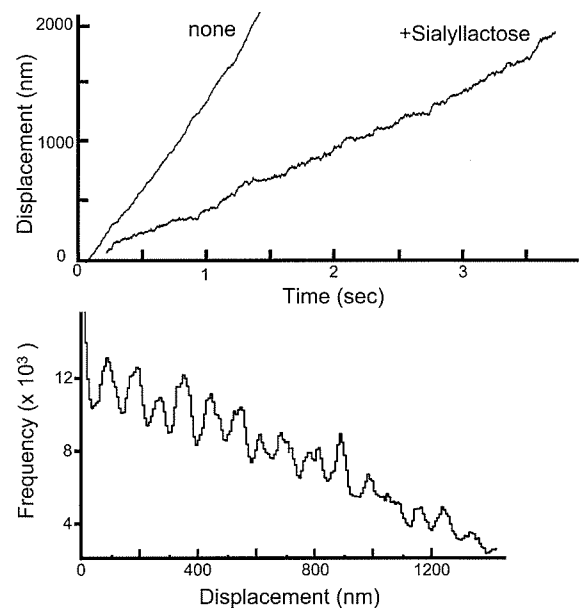 2000
none
+Sialyllactose
Displacement (nm)
1000
0
0 1 2 3
Time (sec)
12
Frequency (x 10³)
8
4
0 400 800 1200
Displacement (nm)